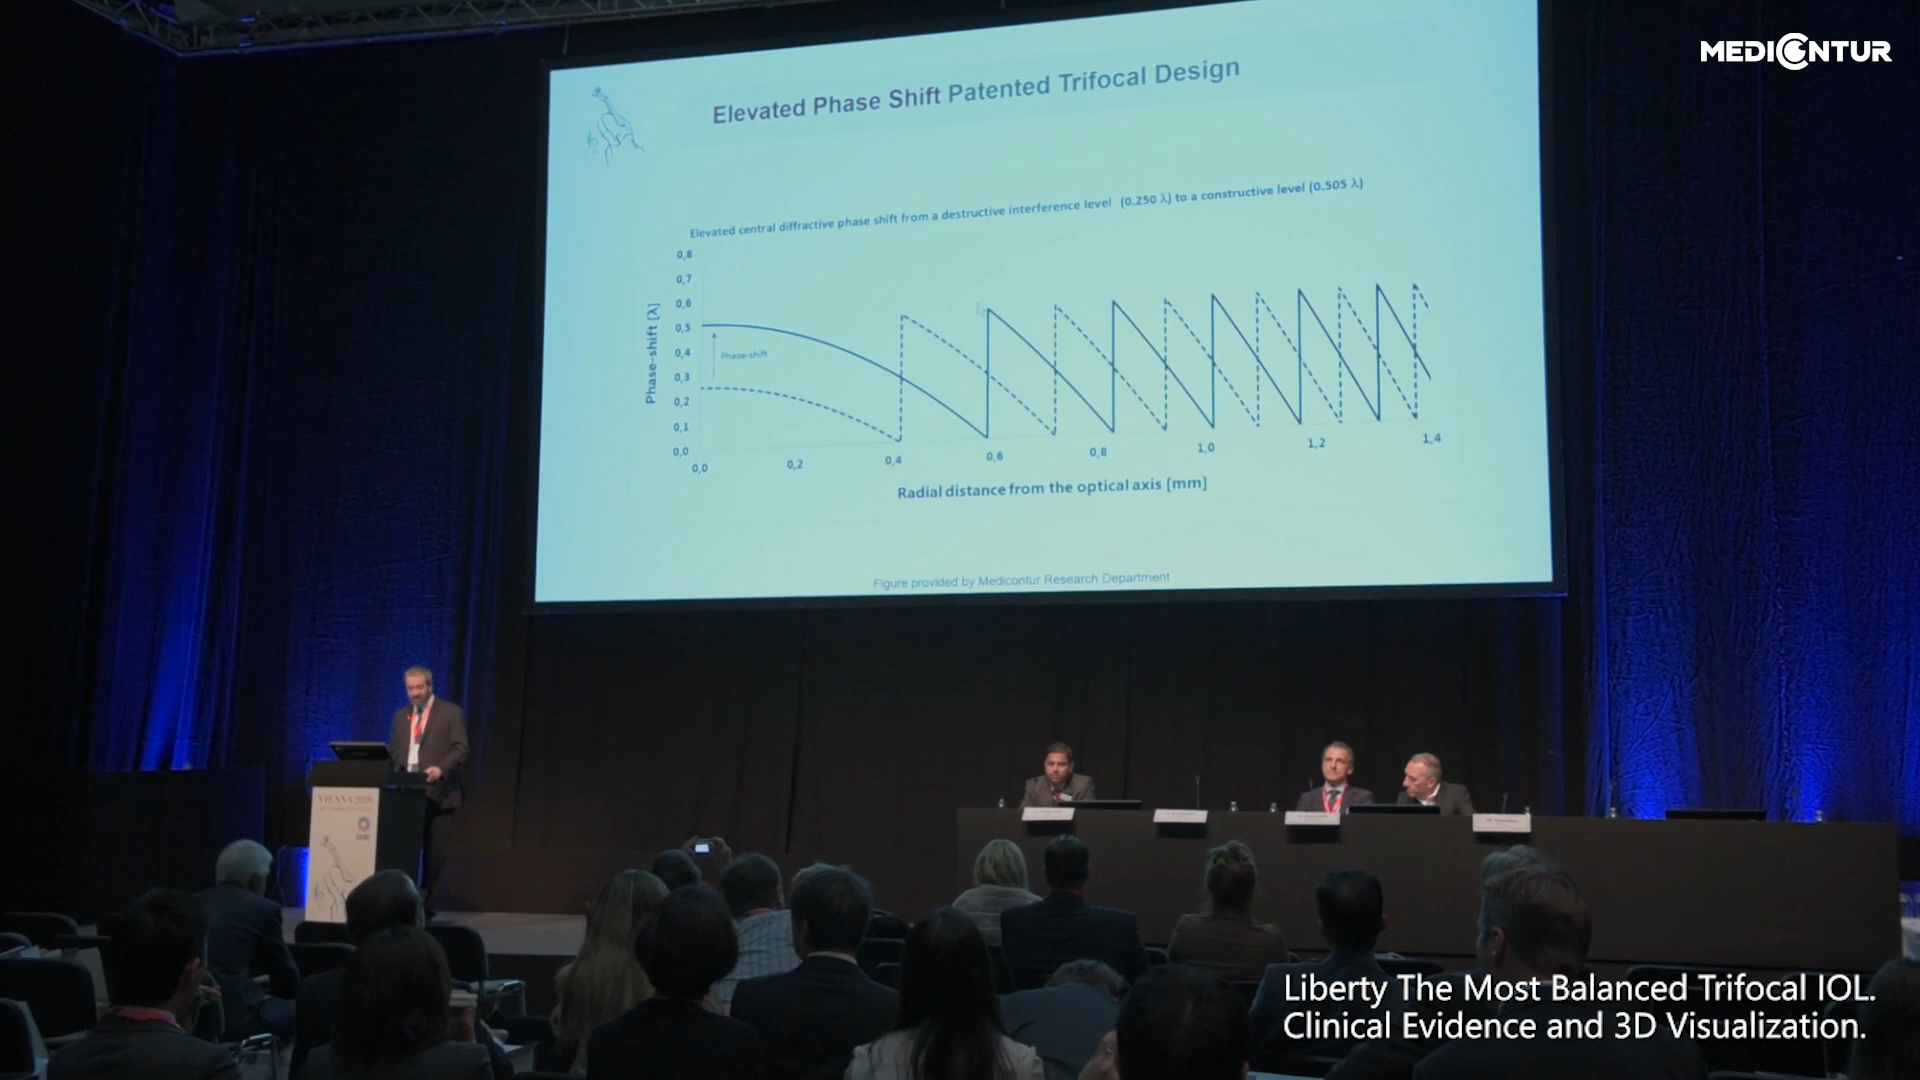 MEDICONTUR
Elevated Phase Shift Patented Trifocal Design
Elevated central diffractive phase shift from a destructive interference level (0.250 λ) to a constructive level (0.505 λ)
0,8
0,7
0,6
0,5
0,4
0,3
0,2
0,1
0,0
Phase-shift [λ]
Phase-shift
0,0 0,2 0,4 0,6 0,8 1,0 1,2 1,4
Radial distance from the optical axis [mm]
Figure provided by Medicontur Research Department
VIENNA 2018
Liberty The Most Balanced Trifocal IOL.
Clinical Evidence and 3D Visualization.